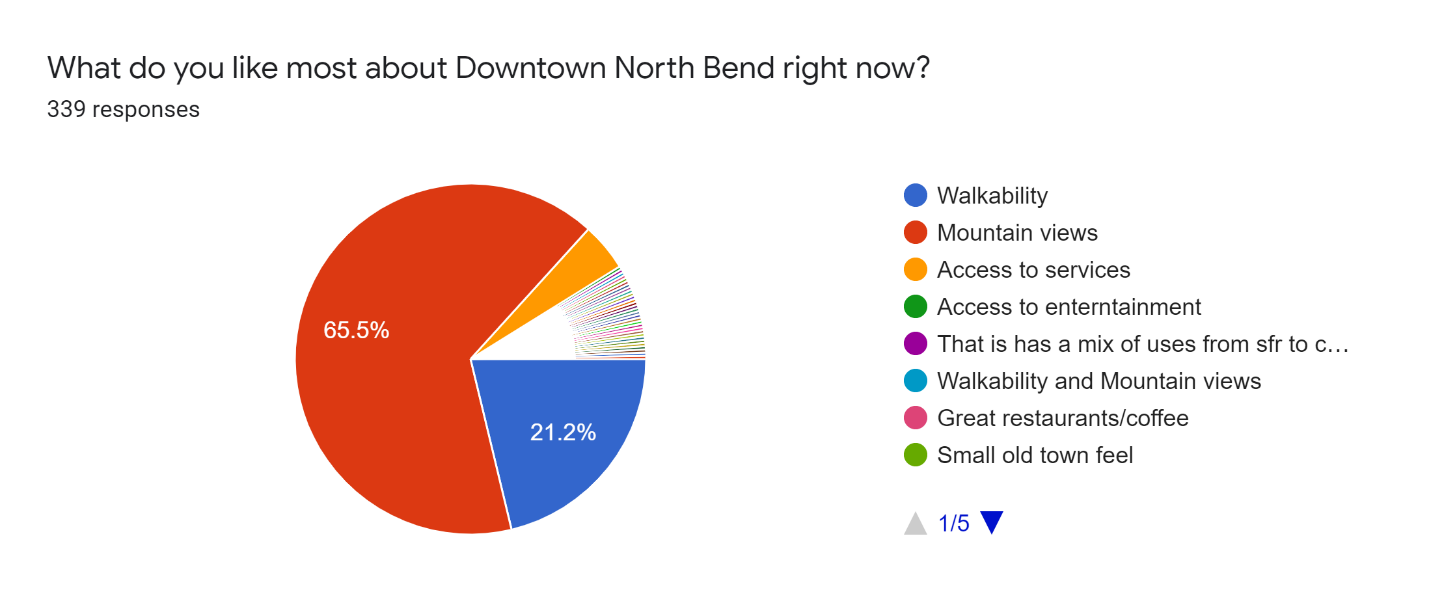 What do you like most about Downtown North Bend right now?
339 responses
65.5%
21.2%
Walkability
Mountain views
Access to services
Access to enterntainment
That is has a mix of uses from sfr to c…
Walkability and Mountain views
Great restaurants/coffee
Small old town feel
1/5